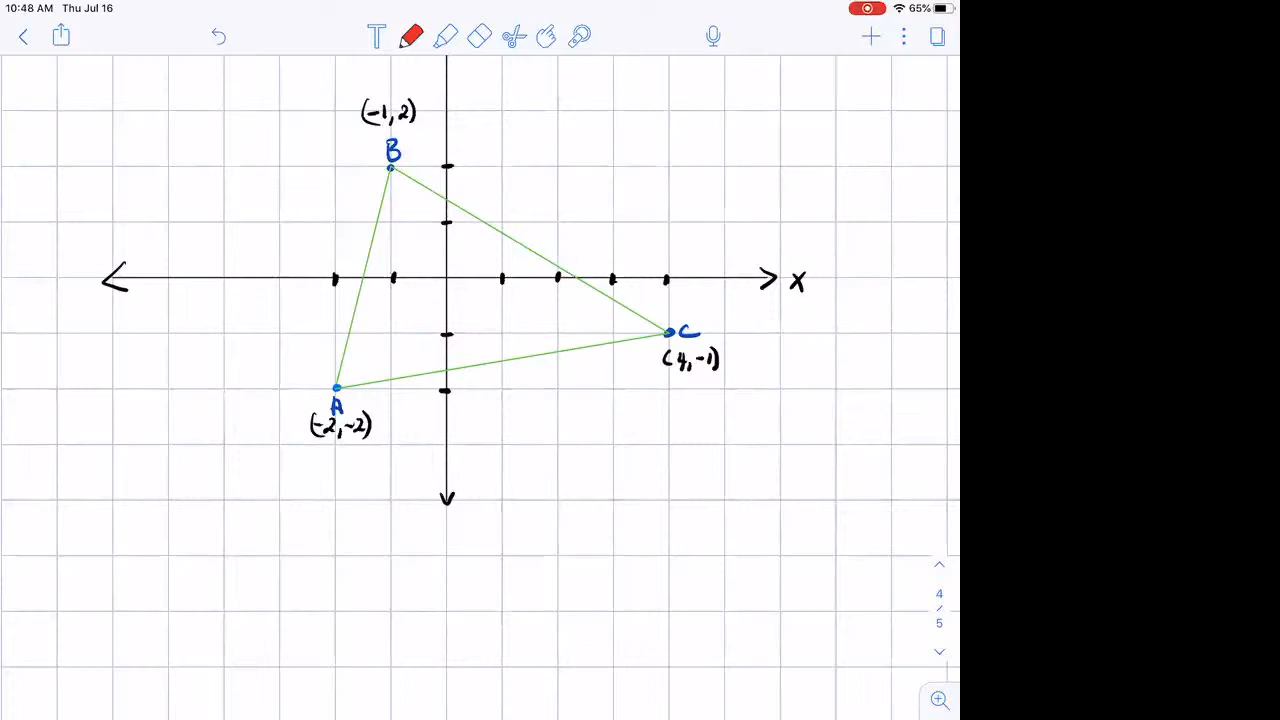 10:48 AM Thu Jul 16 65%
T
(-1,2)
B
X
C
(4,-1)
A
(-2,-2)
4
/
5